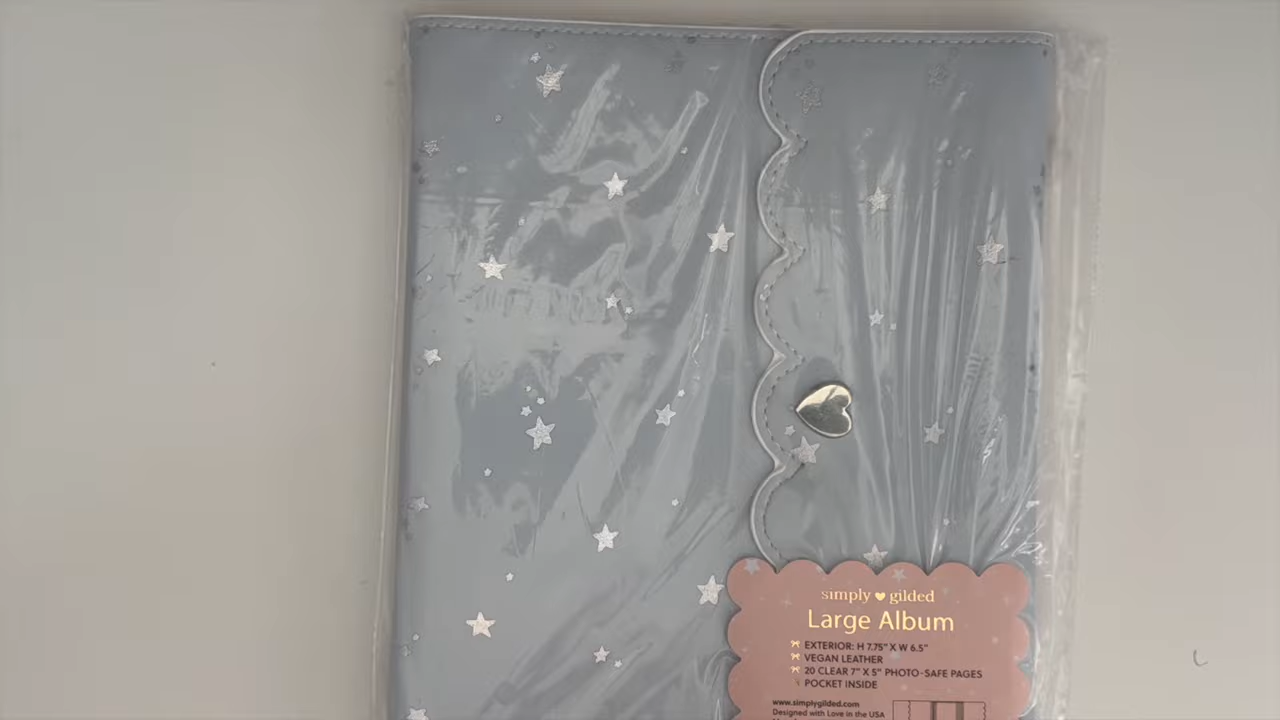 simply gilded
Large Album
EXTERIOR: H 7.75" X W 6.5"
VEGAN LEATHER
20 CLEAR 7" X 5" PHOTO-SAFE PAGES
POCKET INSIDE
www.simplygilded.com
Designed with Love in the USA